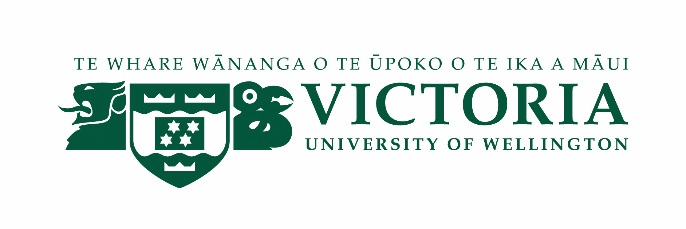 TE WHARE WĀNANGA O TE ŪPOKO O TE IKA A MĀUI
VICTORIA
UNIVERSITY OF WELLINGTON